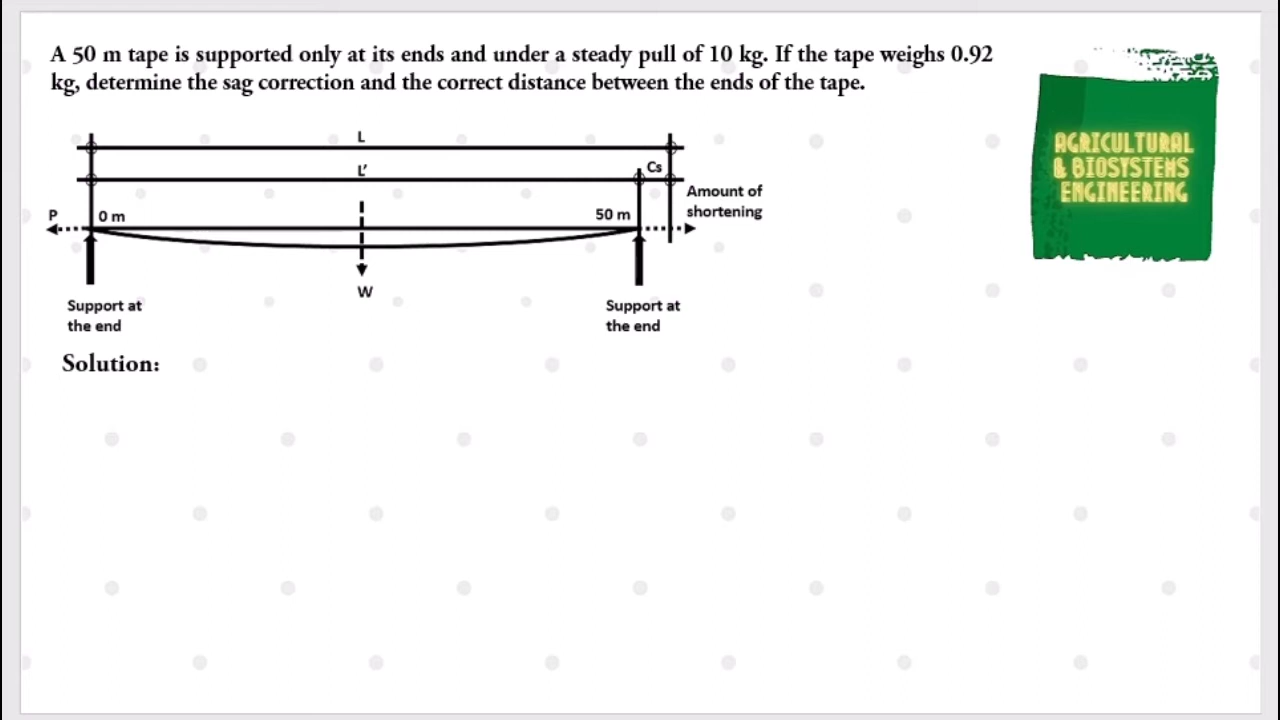 A 50 m tape is supported only at its ends and under a steady pull of 10 kg. If the tape weighs 0.92
kg, determine the sag correction and the correct distance between the ends of the tape.
AGRICULTURAL
& BIOSYSTEMS
ENGINEERING
L
L'
Cs
Amount of
shortening
P
0 m
50 m
W
Support at
the end
Support at
the end
Solution: